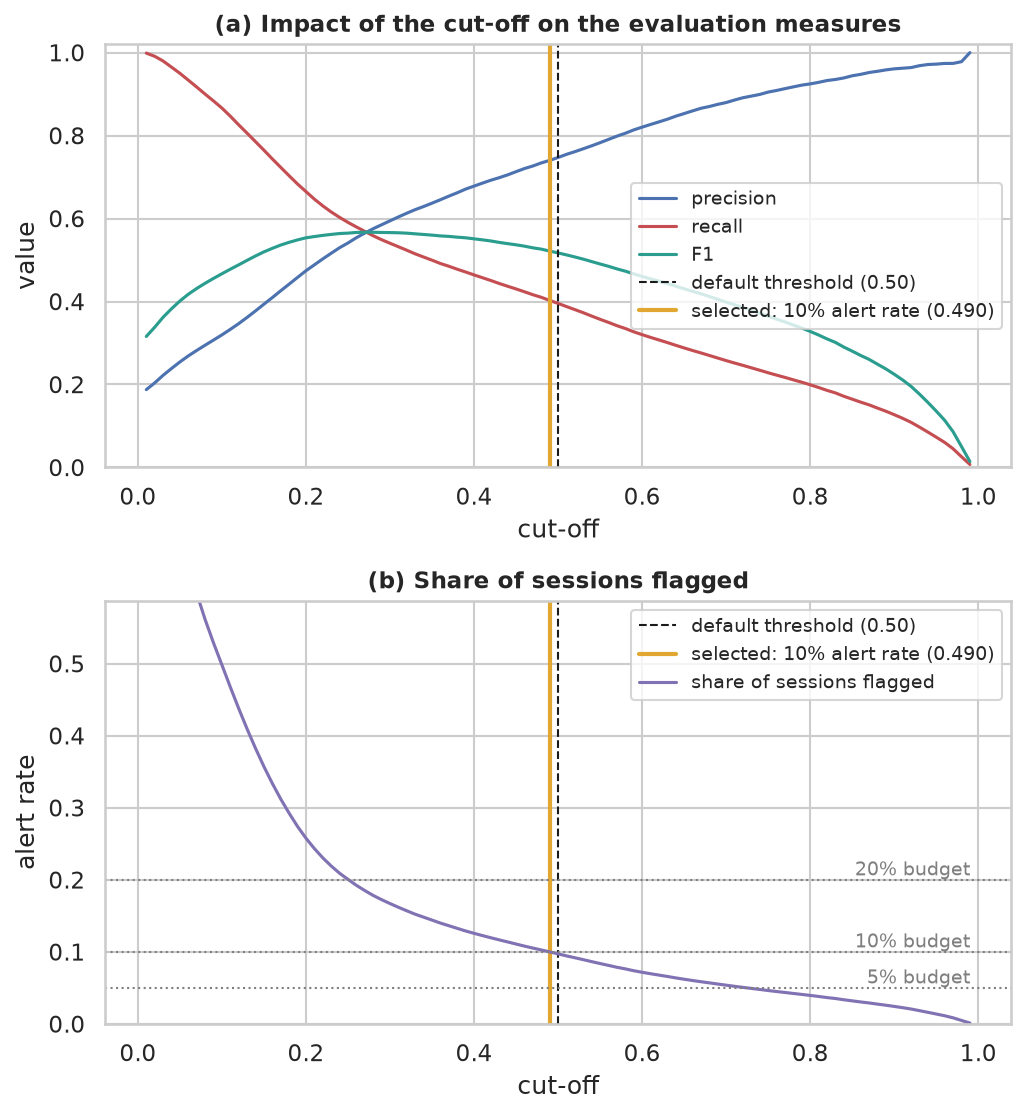 (a) Impact of the cut-off on the evaluation measures
1.0
0.8
0.6
0.4
0.2
0.0
value
precision
recall
F1
default threshold (0.50)
selected: 10% alert rate (0.490)
0.0 0.2 0.4 0.6 0.8 1.0
cut-off
(b) Share of sessions flagged
0.5
0.4
0.3
0.2
0.1
0.0
alert rate
default threshold (0.50)
selected: 10% alert rate (0.490)
share of sessions flagged
20% budget
10% budget
5% budget
0.0 0.2 0.4 0.6 0.8 1.0
cut-off